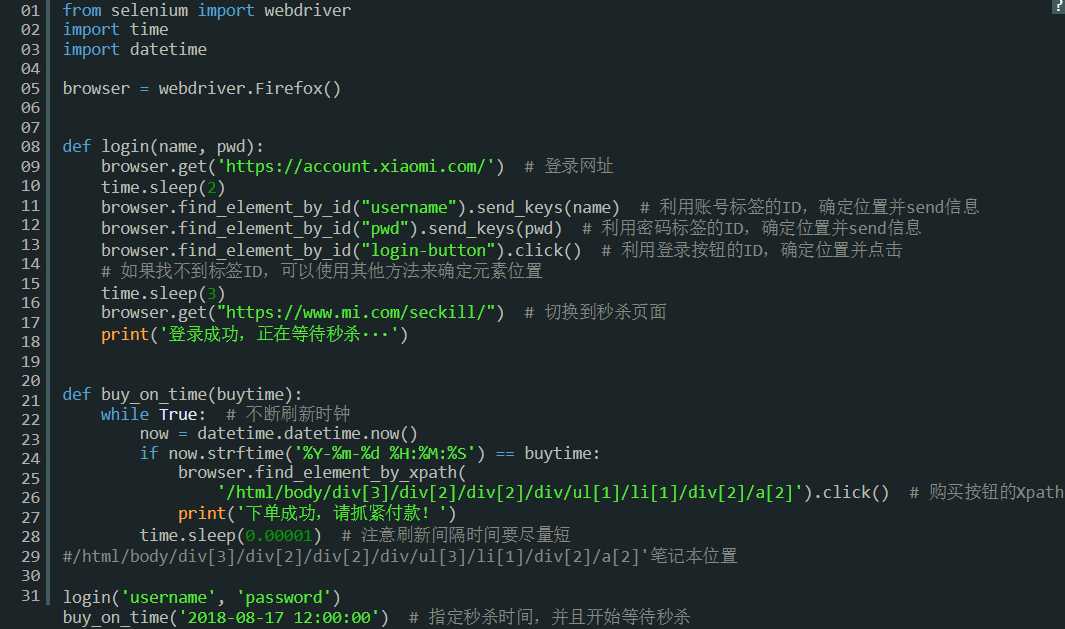 ?
01 from selenium import webdriver
02 import time
03 import datetime
04
05 browser = webdriver.Firefox()
06
07
08 def login(name, pwd):
09     browser.get('https://account.xiaomi.com/')  # 登录网址
10     time.sleep(2)
11     browser.find_element_by_id("username").send_keys(name)  # 利用账号标签的ID，确定位置并send信息
12     browser.find_element_by_id("pwd").send_keys(pwd)  # 利用密码标签的ID，确定位置并send信息
13     browser.find_element_by_id("login-button").click()  # 利用登录按钮的ID，确定位置并点击
14     # 如果找不到标签ID，可以使用其他方法来确定元素位置
15     time.sleep(3)
16     browser.get("https://www.mi.com/seckill/")  # 切换到秒杀页面
17     print('登录成功，正在等待秒杀···')
18
19
20 def buy_on_time(buytime):
21     while True:  # 不断刷新时钟
22         now = datetime.datetime.now()
23         if now.strftime('%Y-%m-%d %H:%M:%S') == buytime:
24             browser.find_element_by_xpath(
25                 '/html/body/div[3]/div[2]/div[2]/div/ul[1]/li[1]/div[2]/a[2]').click()  # 购买按钮的Xpath
26             print('下单成功，请抓紧付款！')
27         time.sleep(0.00001)  # 注意刷新间隔时间要尽量短
28 #/html/body/div[3]/div[2]/div[2]/div/ul[3]/li[1]/div[2]/a[2]'笔记本位置
29
30 login('username', 'password')
31 buy_on_time('2018-08-17 12:00:00')  # 指定秒杀时间，并且开始等待秒杀